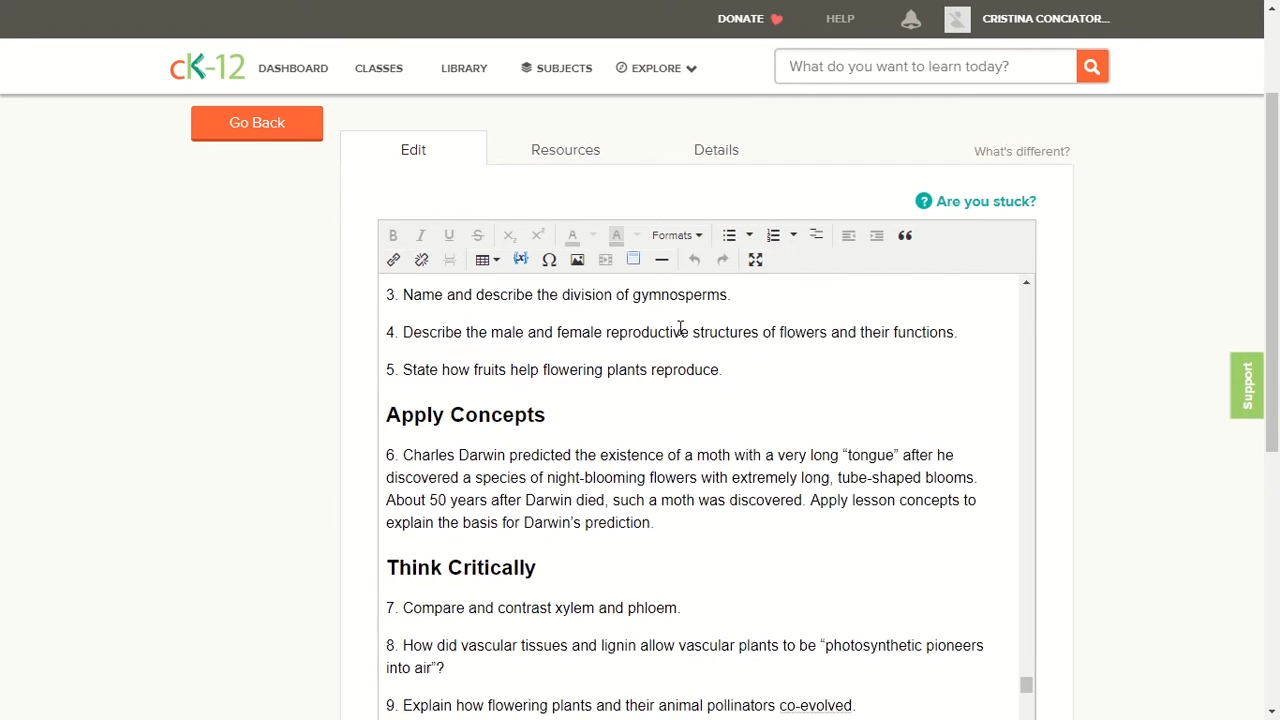 DONATE HELP CRISTINA CONCIATOR...
cK-12 DASHBOARD CLASSES LIBRARY SUBJECTS EXPLORE What do you want to learn today?
Go Back
Edit Resources Details What's different?
? Are you stuck?
B I U S X₂ X² A A Formats
{x} Ω
3. Name and describe the division of gymnosperms.
4. Describe the male and female reproductive structures of flowers and their functions.
5. State how fruits help flowering plants reproduce.
Apply Concepts
6. Charles Darwin predicted the existence of a moth with a very long “tongue” after he
discovered a species of night-blooming flowers with extremely long, tube-shaped blooms.
About 50 years after Darwin died, such a moth was discovered. Apply lesson concepts to
explain the basis for Darwin’s prediction.
Support
Think Critically
7. Compare and contrast xylem and phloem.
8. How did vascular tissues and lignin allow vascular plants to be “photosynthetic pioneers
into air”?
9. Explain how flowering plants and their animal pollinators co-evolved.